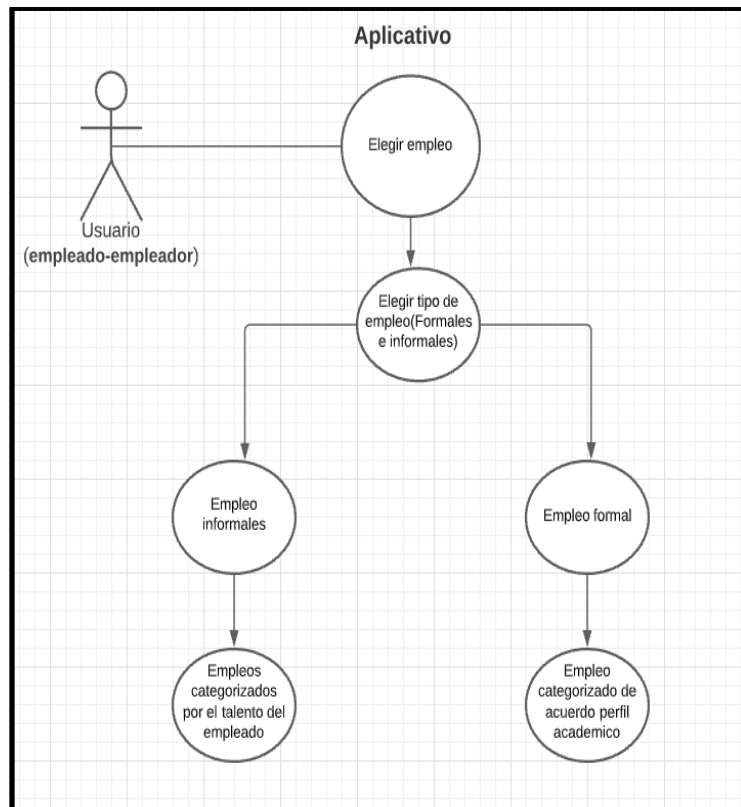 Aplicativo
Elegir empleo
Usuario
(empleado-empleador)
Elegir tipo de
empleo(Formales
e informales)
Empleo
informales
Empleo formal
Empleos
categorizados
por el talento del
empleado
Empleo
categorizado de
acuerdo perfil
academico